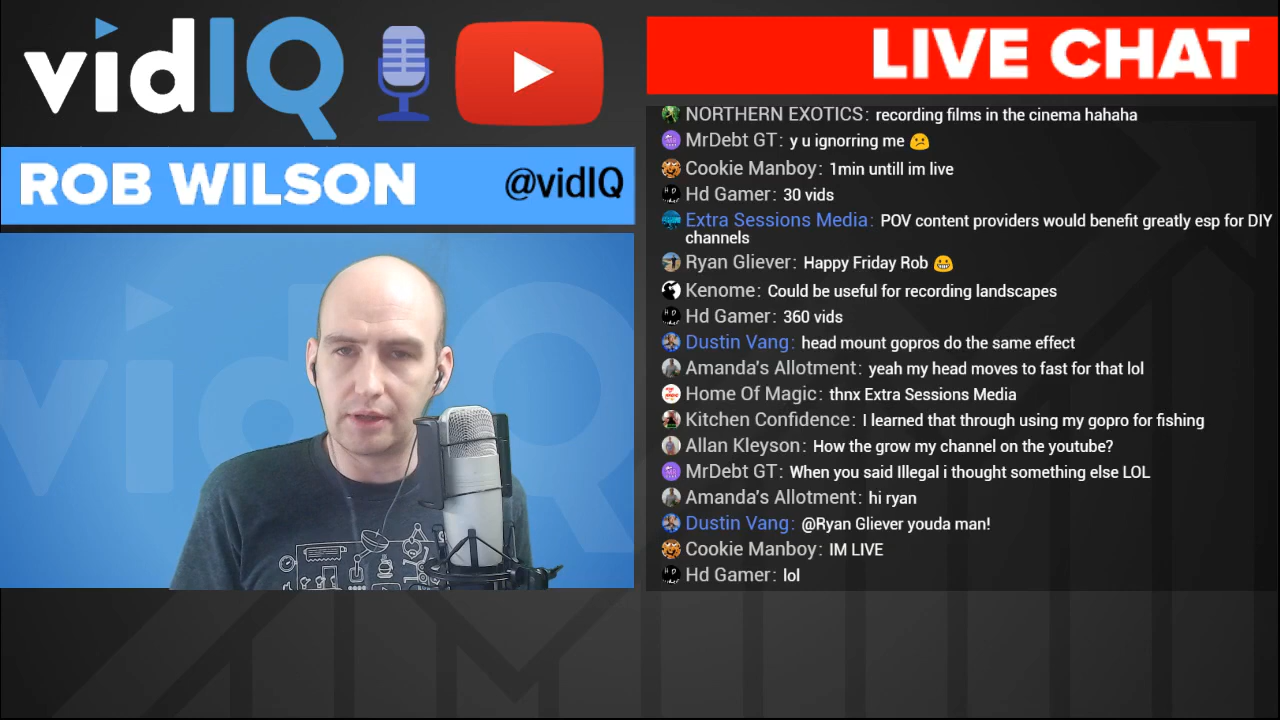 vidIQ
LIVE CHAT
ROB WILSON
@vidIQ
NORTHERN EXOTICS: recording films in the cinema hahaha
MrDebt GT: y u ignorring me
Cookie Manboy: 1min untill im live
Hd Gamer: 30 vids
Extra Sessions Media: POV content providers would benefit greatly esp for DIY
channels
Ryan Gliever: Happy Friday Rob
Kenome: Could be useful for recording landscapes
Hd Gamer: 360 vids
Dustin Vang: head mount gopros do the same effect
Amanda's Allotment: yeah my head moves to fast for that lol
Home Of Magic: thnx Extra Sessions Media
Kitchen Confidence: I learned that through using my gopro for fishing
Allan Kleyson: How the grow my channel on the youtube?
MrDebt GT: When you said Illegal i thought something else LOL
Amanda's Allotment: hi ryan
Dustin Vang: @Ryan Gliever youda man!
Cookie Manboy: IM LIVE
Hd Gamer: lol